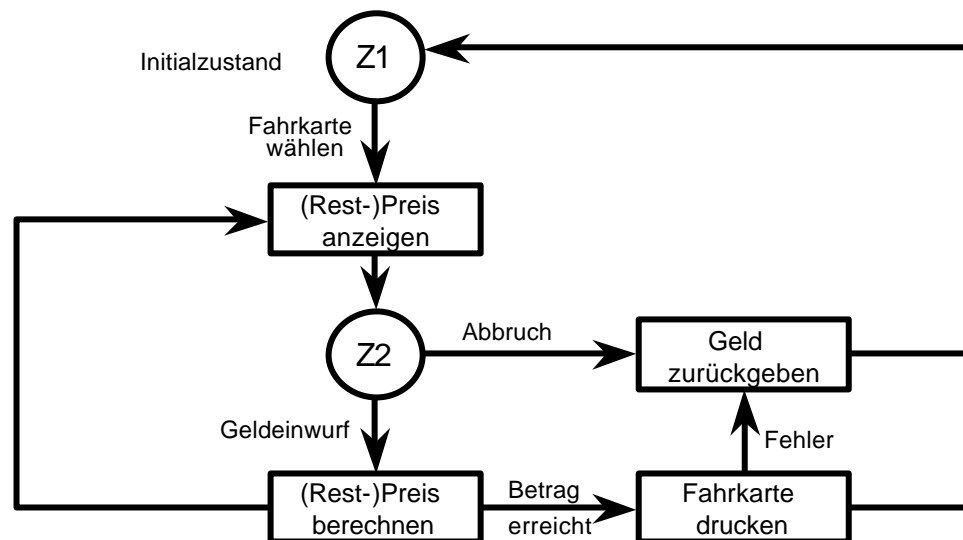 Initialzustand
Z1
Fahrkarte
wählen
(Rest-)Preis
anzeigen
Z2
Abbruch
Geld
zurückgeben
Geldeinwurf
Fehler
(Rest-)Preis
berechnen
Betrag
erreicht
Fahrkarte
drucken